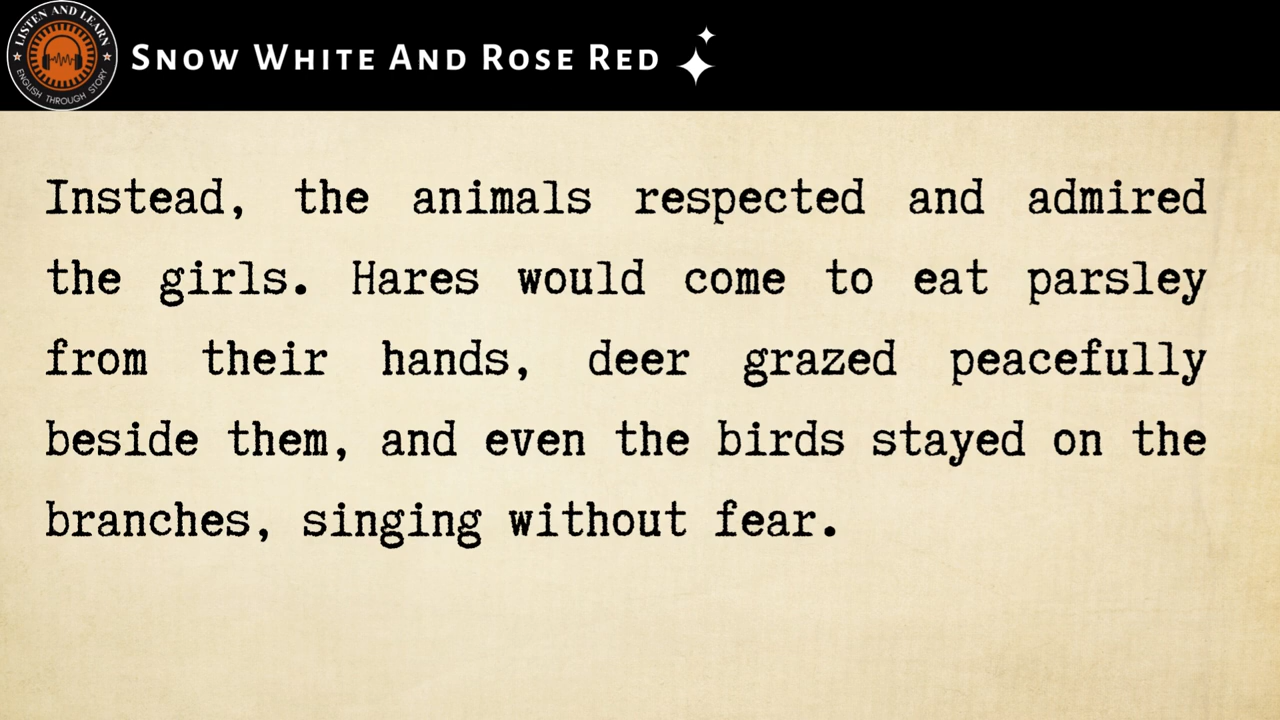 LISTEN AND LEARN
ENGLISH THROUGH STORY
Snow White And Rose Red
Instead, the animals respected and admired
the girls. Hares would come to eat parsley
from their hands, deer grazed peacefully
beside them, and even the birds stayed on the
branches, singing without fear.